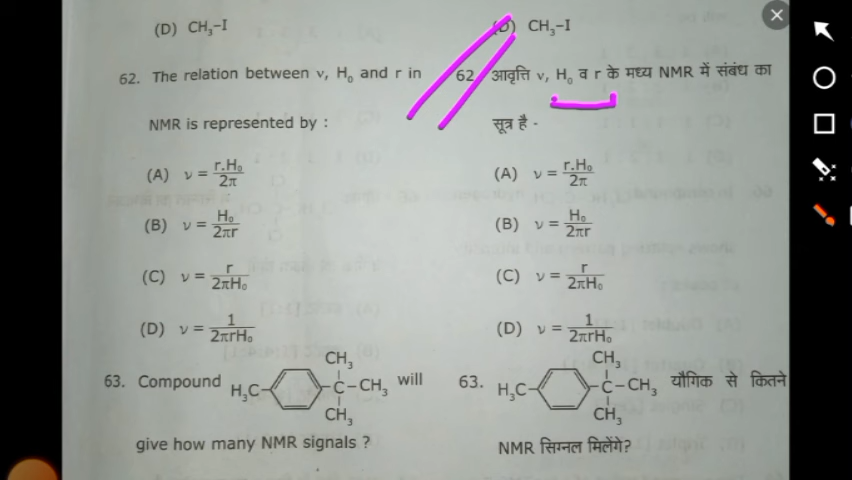 (D) CH₃-I
62. The relation between ν, H₀ and r in
NMR is represented by :
(A) ν = r.H₀/2π
(B) ν = H₀/2πr
(C) ν = r/2πH₀
(D) ν = 1/2πrH₀
63. Compound H₃C- -C-CH₃ will
CH₃
CH₃
give how many NMR signals ?
(D) CH₃-I
62 आवृत्ति ν, H₀ व r के मध्य NMR में संबंध का
सूत्र है -
(A) ν = r.H₀/2π
(B) ν = H₀/2πr
(C) ν = r/2πH₀
(D) ν = 1/2πrH₀
63. H₃C- -C-CH₃ यौगिक से कितने
CH₃
CH₃
NMR सिग्नल मिलेंगे?